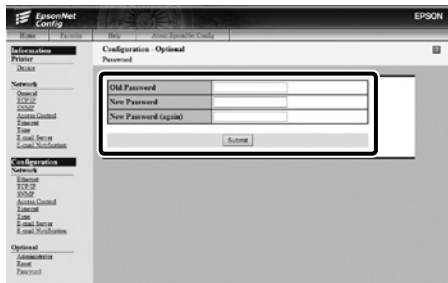 EpsonNet
Config
EPSON
Home
Favorite
Help
About EpsonNet Config
Information
Printer
Device
Network
General
TCP/IP
SNMP
Access Control
Timeout
Time
E-mail Server
E-mail Notification
Configuration
Network
Ethernet
TCP/IP
SNMP
Access Control
Timeout
Time
E-mail Server
E-mail Notification
Optional
Administrator
Reset
Password
Configuration - Optional
Password
?
Old Password
New Password
New Password (again)
Submit